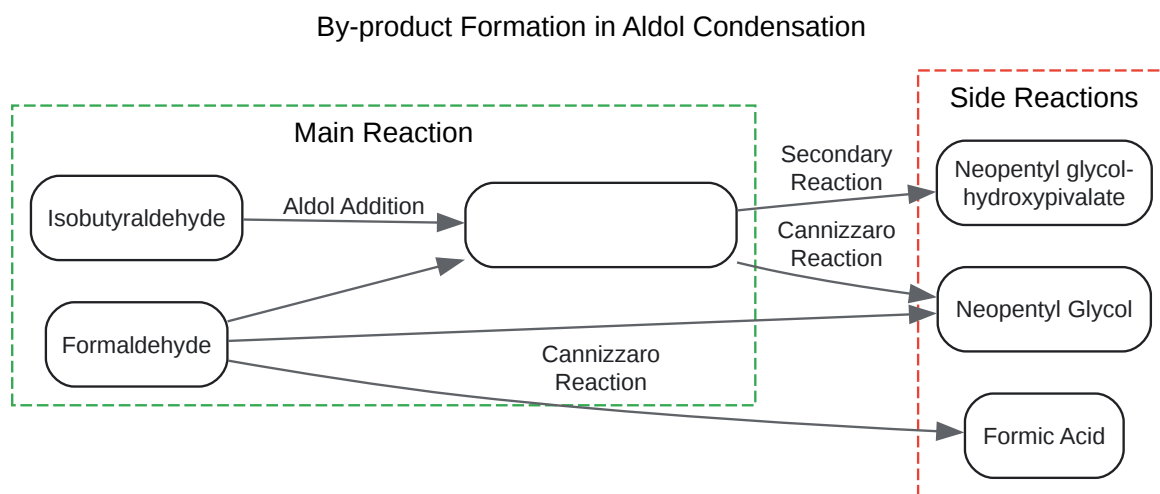 By-product Formation in Aldol Condensation
Main Reaction
Side Reactions
Isobutyraldehyde
Aldol Addition
Secondary
Reaction
Neopentyl glycol-
hydroxypivalate
Cannizzaro
Reaction
Formaldehyde
Neopentyl Glycol
Cannizzaro
Reaction
Formic Acid